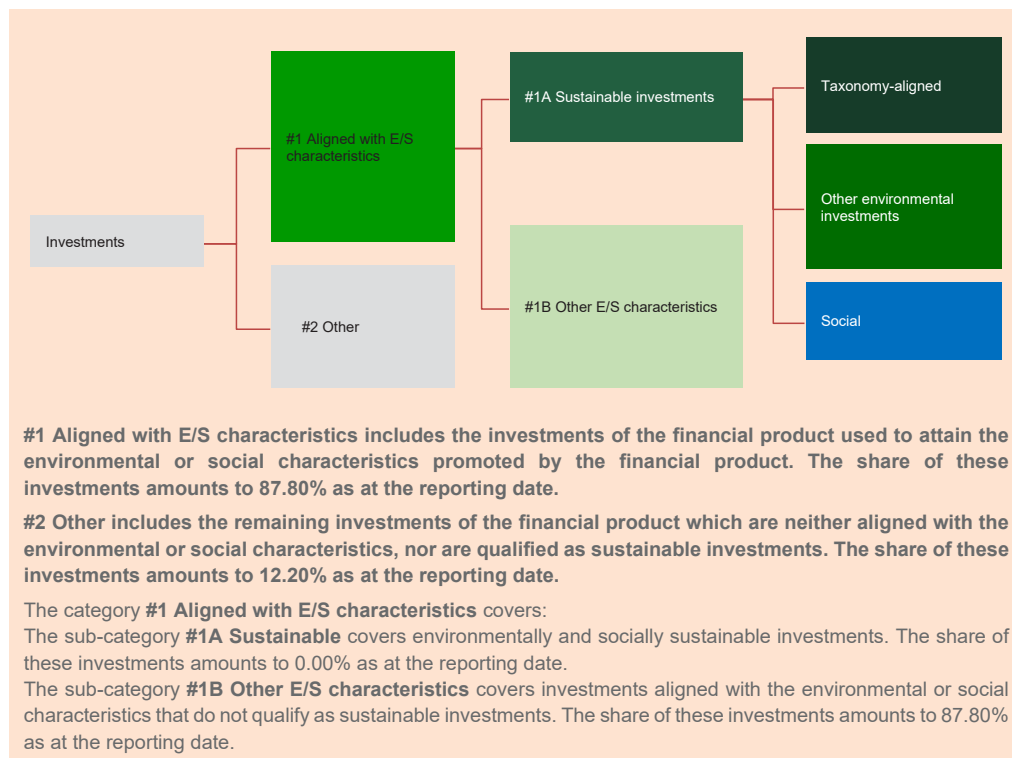 Investments
#1 Aligned with E/S
characteristics
#2 Other
#1A Sustainable investments
#1B Other E/S characteristics
Taxonomy-aligned
Other environmental
investments
Social
#1 Aligned with E/S characteristics includes the investments of the financial product used to attain the
environmental or social characteristics promoted by the financial product. The share of these
investments amounts to 87.80% as at the reporting date.
#2 Other includes the remaining investments of the financial product which are neither aligned with the
environmental or social characteristics, nor are qualified as sustainable investments. The share of these
investments amounts to 12.20% as at the reporting date.
The category #1 Aligned with E/S characteristics covers:
The sub-category #1A Sustainable covers environmentally and socially sustainable investments. The share of
these investments amounts to 0.00% as at the reporting date.
The sub-category #1B Other E/S characteristics covers investments aligned with the environmental or social
characteristics that do not qualify as sustainable investments. The share of these investments amounts to 87.80%
as at the reporting date.